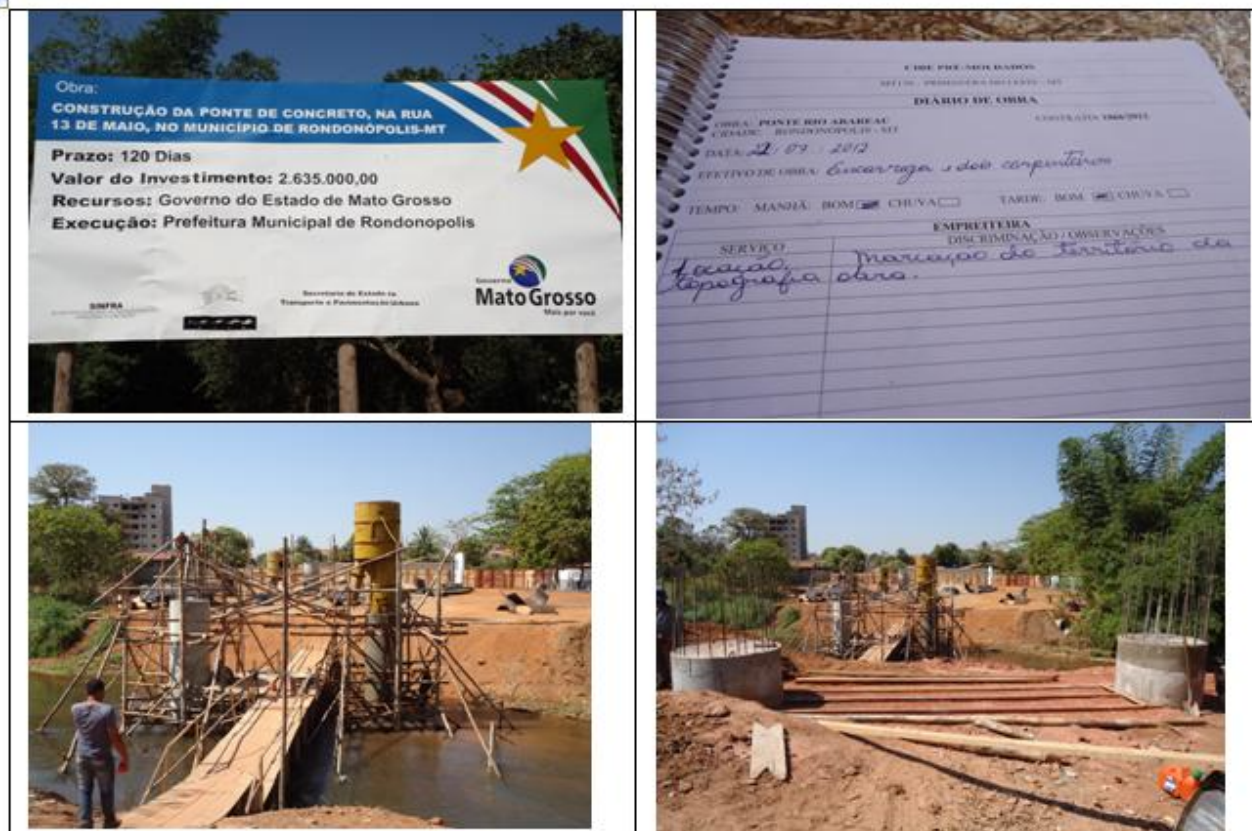 Obra:
CONSTRUÇÃO DA PONTE DE CONCRETO, NA RUA
13 DE MAIO, NO MUNICÍPIO DE RONDONÓPOLIS-MT
Prazo: 120 Dias
Valor do Investimento: 2.635.000,00
Recursos: Governo do Estado de Mato Grosso
Execução: Prefeitura Municipal de Rondonopolis
SINFRA
Secretaria de Estado de
Transporte e Pavimentação Urbana
Governo
Mato Grosso
Mais por você
PRÉ-MOLDADOS
DIÁRIO DE OBRA
OBRA: PONTE RIO ARAREAU
CIDADE: RONDONOPOLIS - MT
CONTRATO
DATA: 09 2012
EFETIVO DE OBRA: dois carpinteiros
TEMPO: MANHÃ: BOM CHUVA TARDE: BOM CHUVA
EMPREITEIRA
SERVIÇO DISCRIMINAÇÃO / OBSERVAÇÕES
Locação, Marcação do território da
topografia obra.